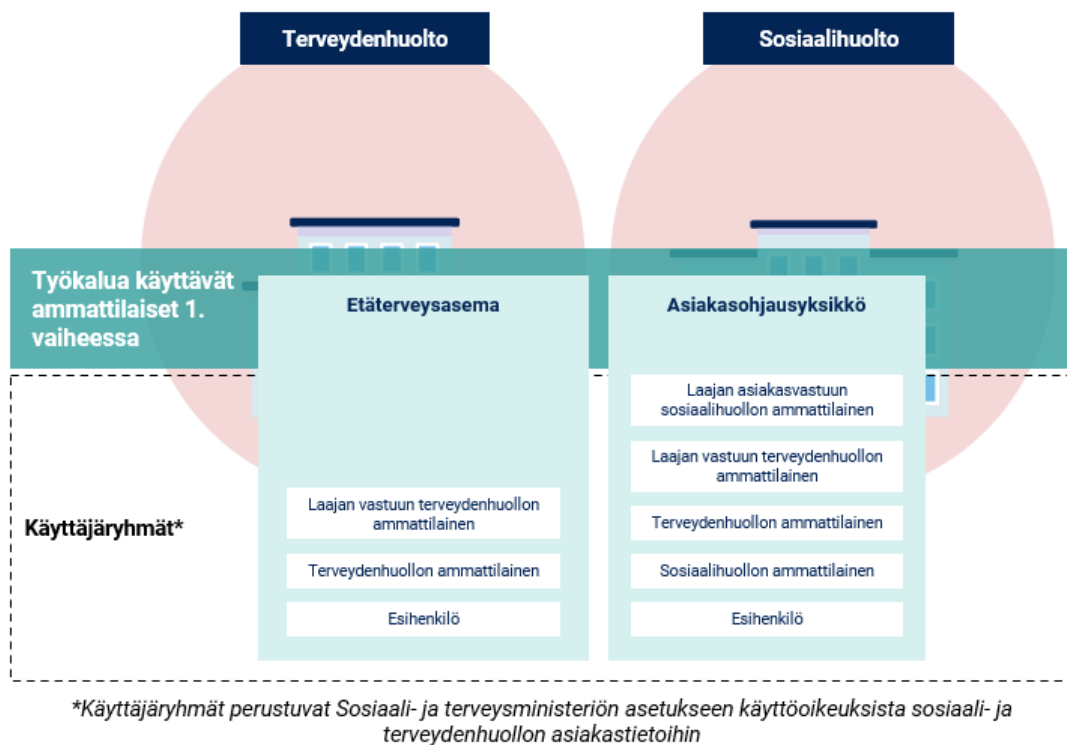 Terveydenhuolto
Sosiaalihuolto
Työkalua käyttävät
ammattilaiset 1.
vaiheessa
Etäterveysasema
Asiakasohjausyksikkö
Käyttäjäryhmät*
Laajan vastuun terveydenhuollon
ammattilainen
Terveydenhuollon ammattilainen
Esihenkilö
Laajan asiakasvastuun
sosiaalihuollon ammattilainen
Laajan vastuun terveydenhuollon
ammattilainen
Terveydenhuollon ammattilainen
Sosiaalihuollon ammattilainen
Esihenkilö
*Käyttäjäryhmät perustuvat Sosiaali- ja terveysministeriön asetukseen käyttöoikeuksista sosiaali- ja
terveydenhuollon asiakastietoihin